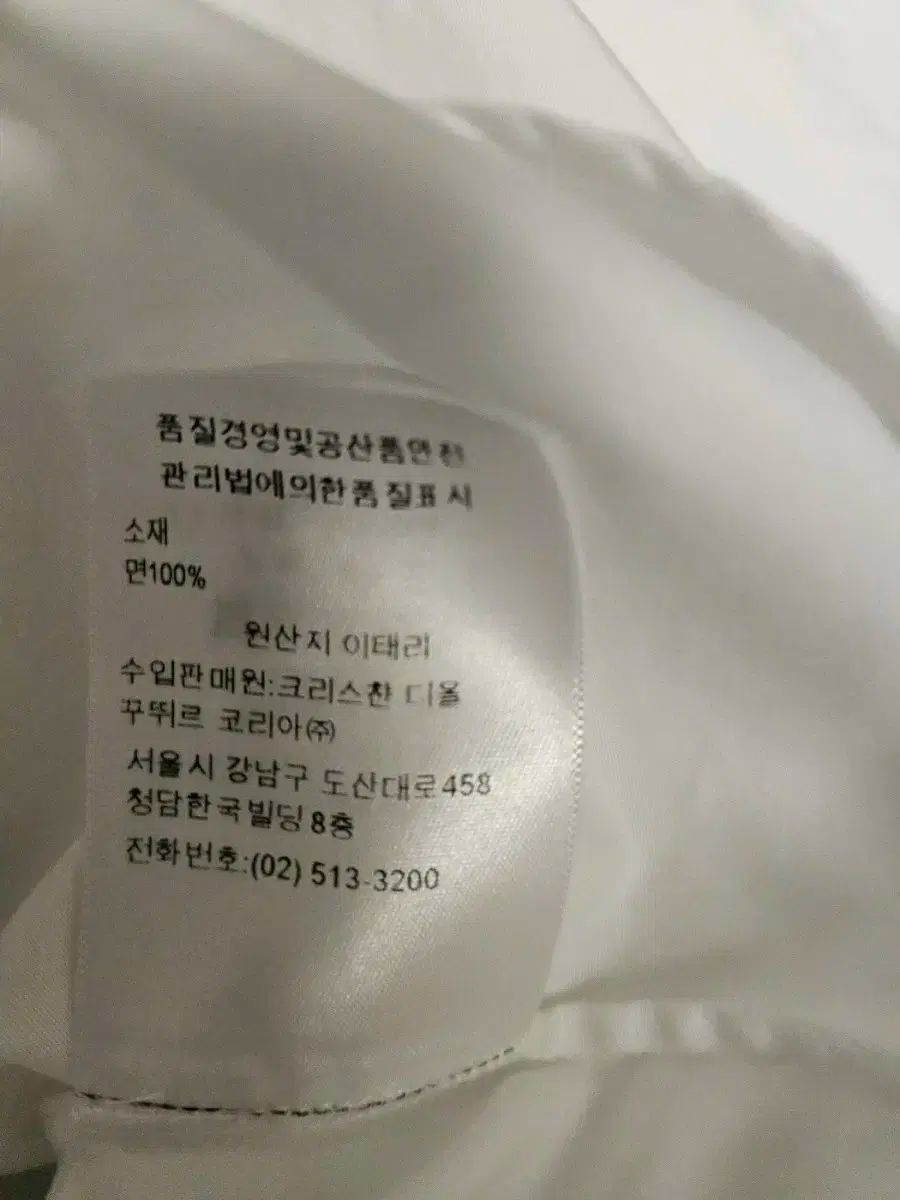 품질경영및공산품안전
관리법에의한품질표시
소재
면100%
원산지 이태리
수입판매원:크리스챤 디올
꾸뛰르 코리아㈜
서울시 강남구 도산대로458
청담한국빌딩8층
전화번호:(02) 513-3200